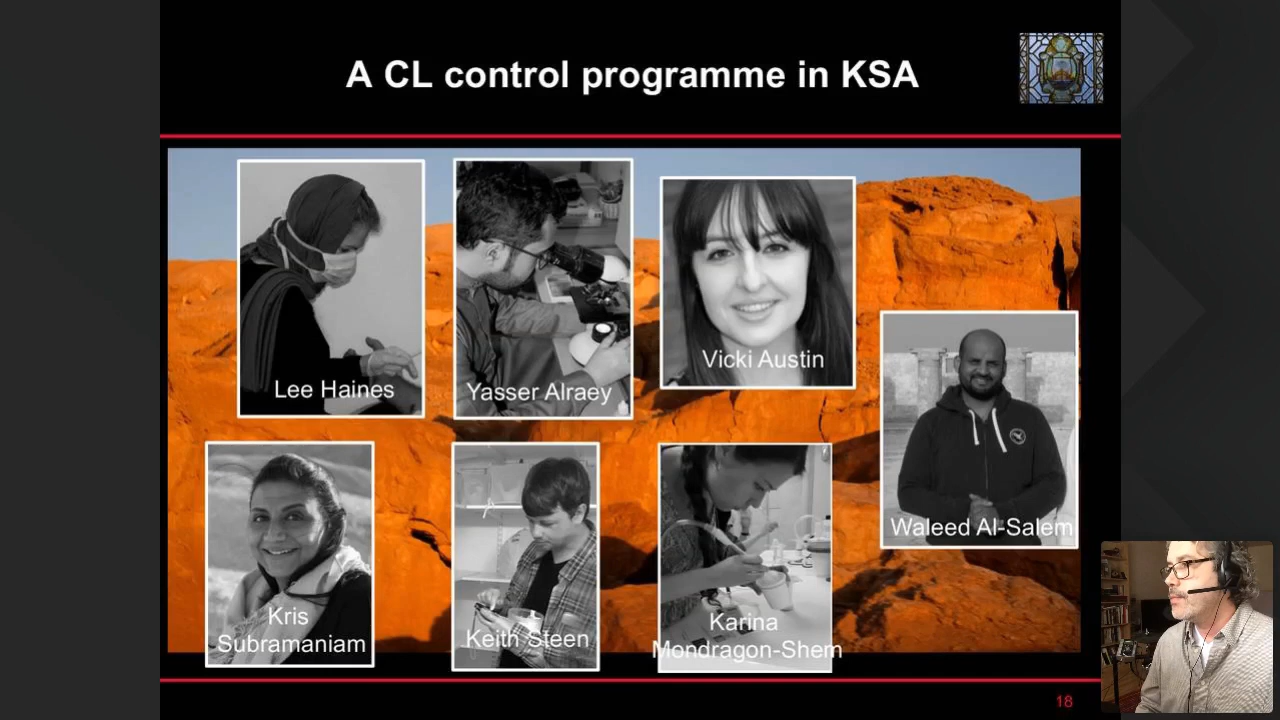 A CL control programme in KSA
Lee Haines
Yasser Alraey
Vicki Austin
Waleed Al-Salem
Kris
Subramaniam
Keith Steen
Karina
Mondragon-Shem
18